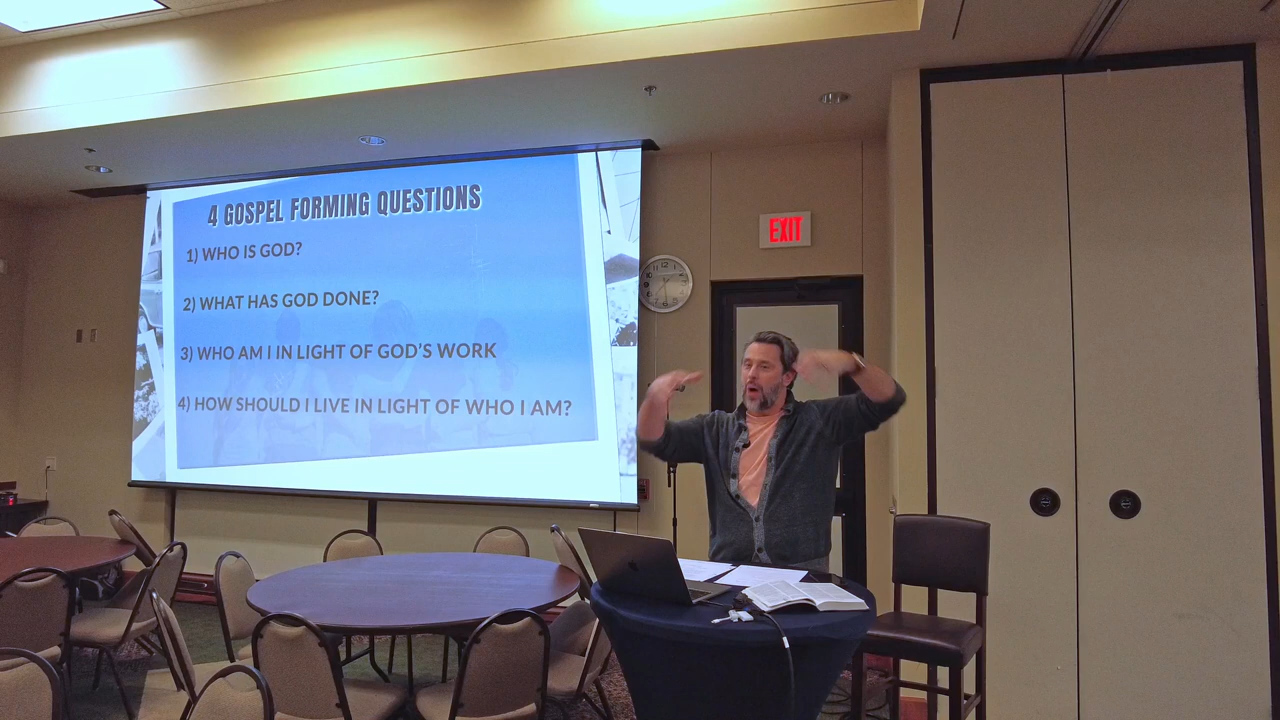 4 GOSPEL FORMING QUESTIONS
1) WHO IS GOD?
2) WHAT HAS GOD DONE?
3) WHO AM I IN LIGHT OF GOD'S WORK
4) HOW SHOULD I LIVE IN LIGHT OF WHO I AM?
EXIT